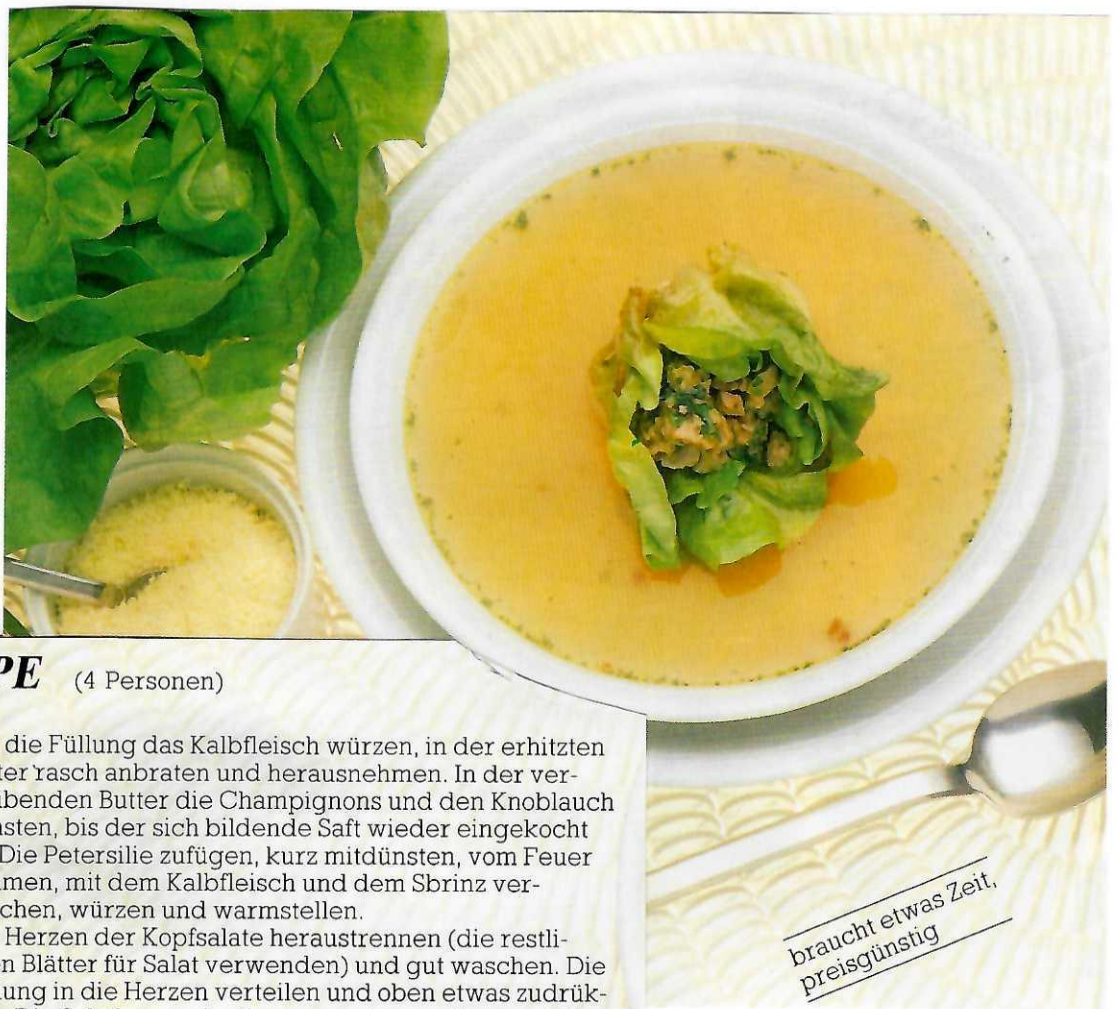 PE (4 Personen)
die Füllung das Kalbfleisch würzen, in der erhitzten
ter rasch anbraten und herausnehmen. In der ver-
ibenden Butter die Champignons und den Knoblauch
nsten, bis der sich bildende Saft wieder eingekocht
Die Petersilie zufügen, kurz mitdünsten, vom Feuer
men, mit dem Kalbfleisch und dem Sbrinz ver-
chen, würzen und warmstellen.
Herzen der Kopfsalate heraustrennen (die restli-
n Blätter für Salat verwenden) und gut waschen. Die
lung in die Herzen verteilen und oben etwas zudrük-
braucht etwas Zeit,
preisgünstig